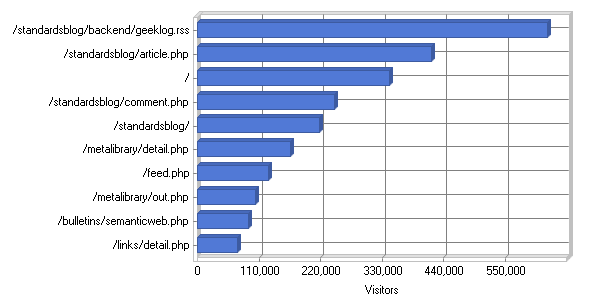 /standardsblog/backend/geeklog.rss
/standardsblog/article.php
/
/standardsblog/comment.php
/standardsblog/
/metalibrary/detail.php
/feed.php
/metalibrary/out.php
/bulletins/semanticweb.php
/links/detail.php
0 110,000 220,000 330,000 440,000 550,000
Visitors